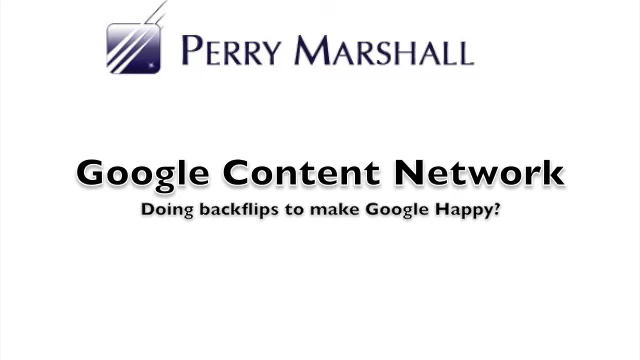 PERRY MARSHALL
Google Content Network
Doing backflips to make Google Happy?